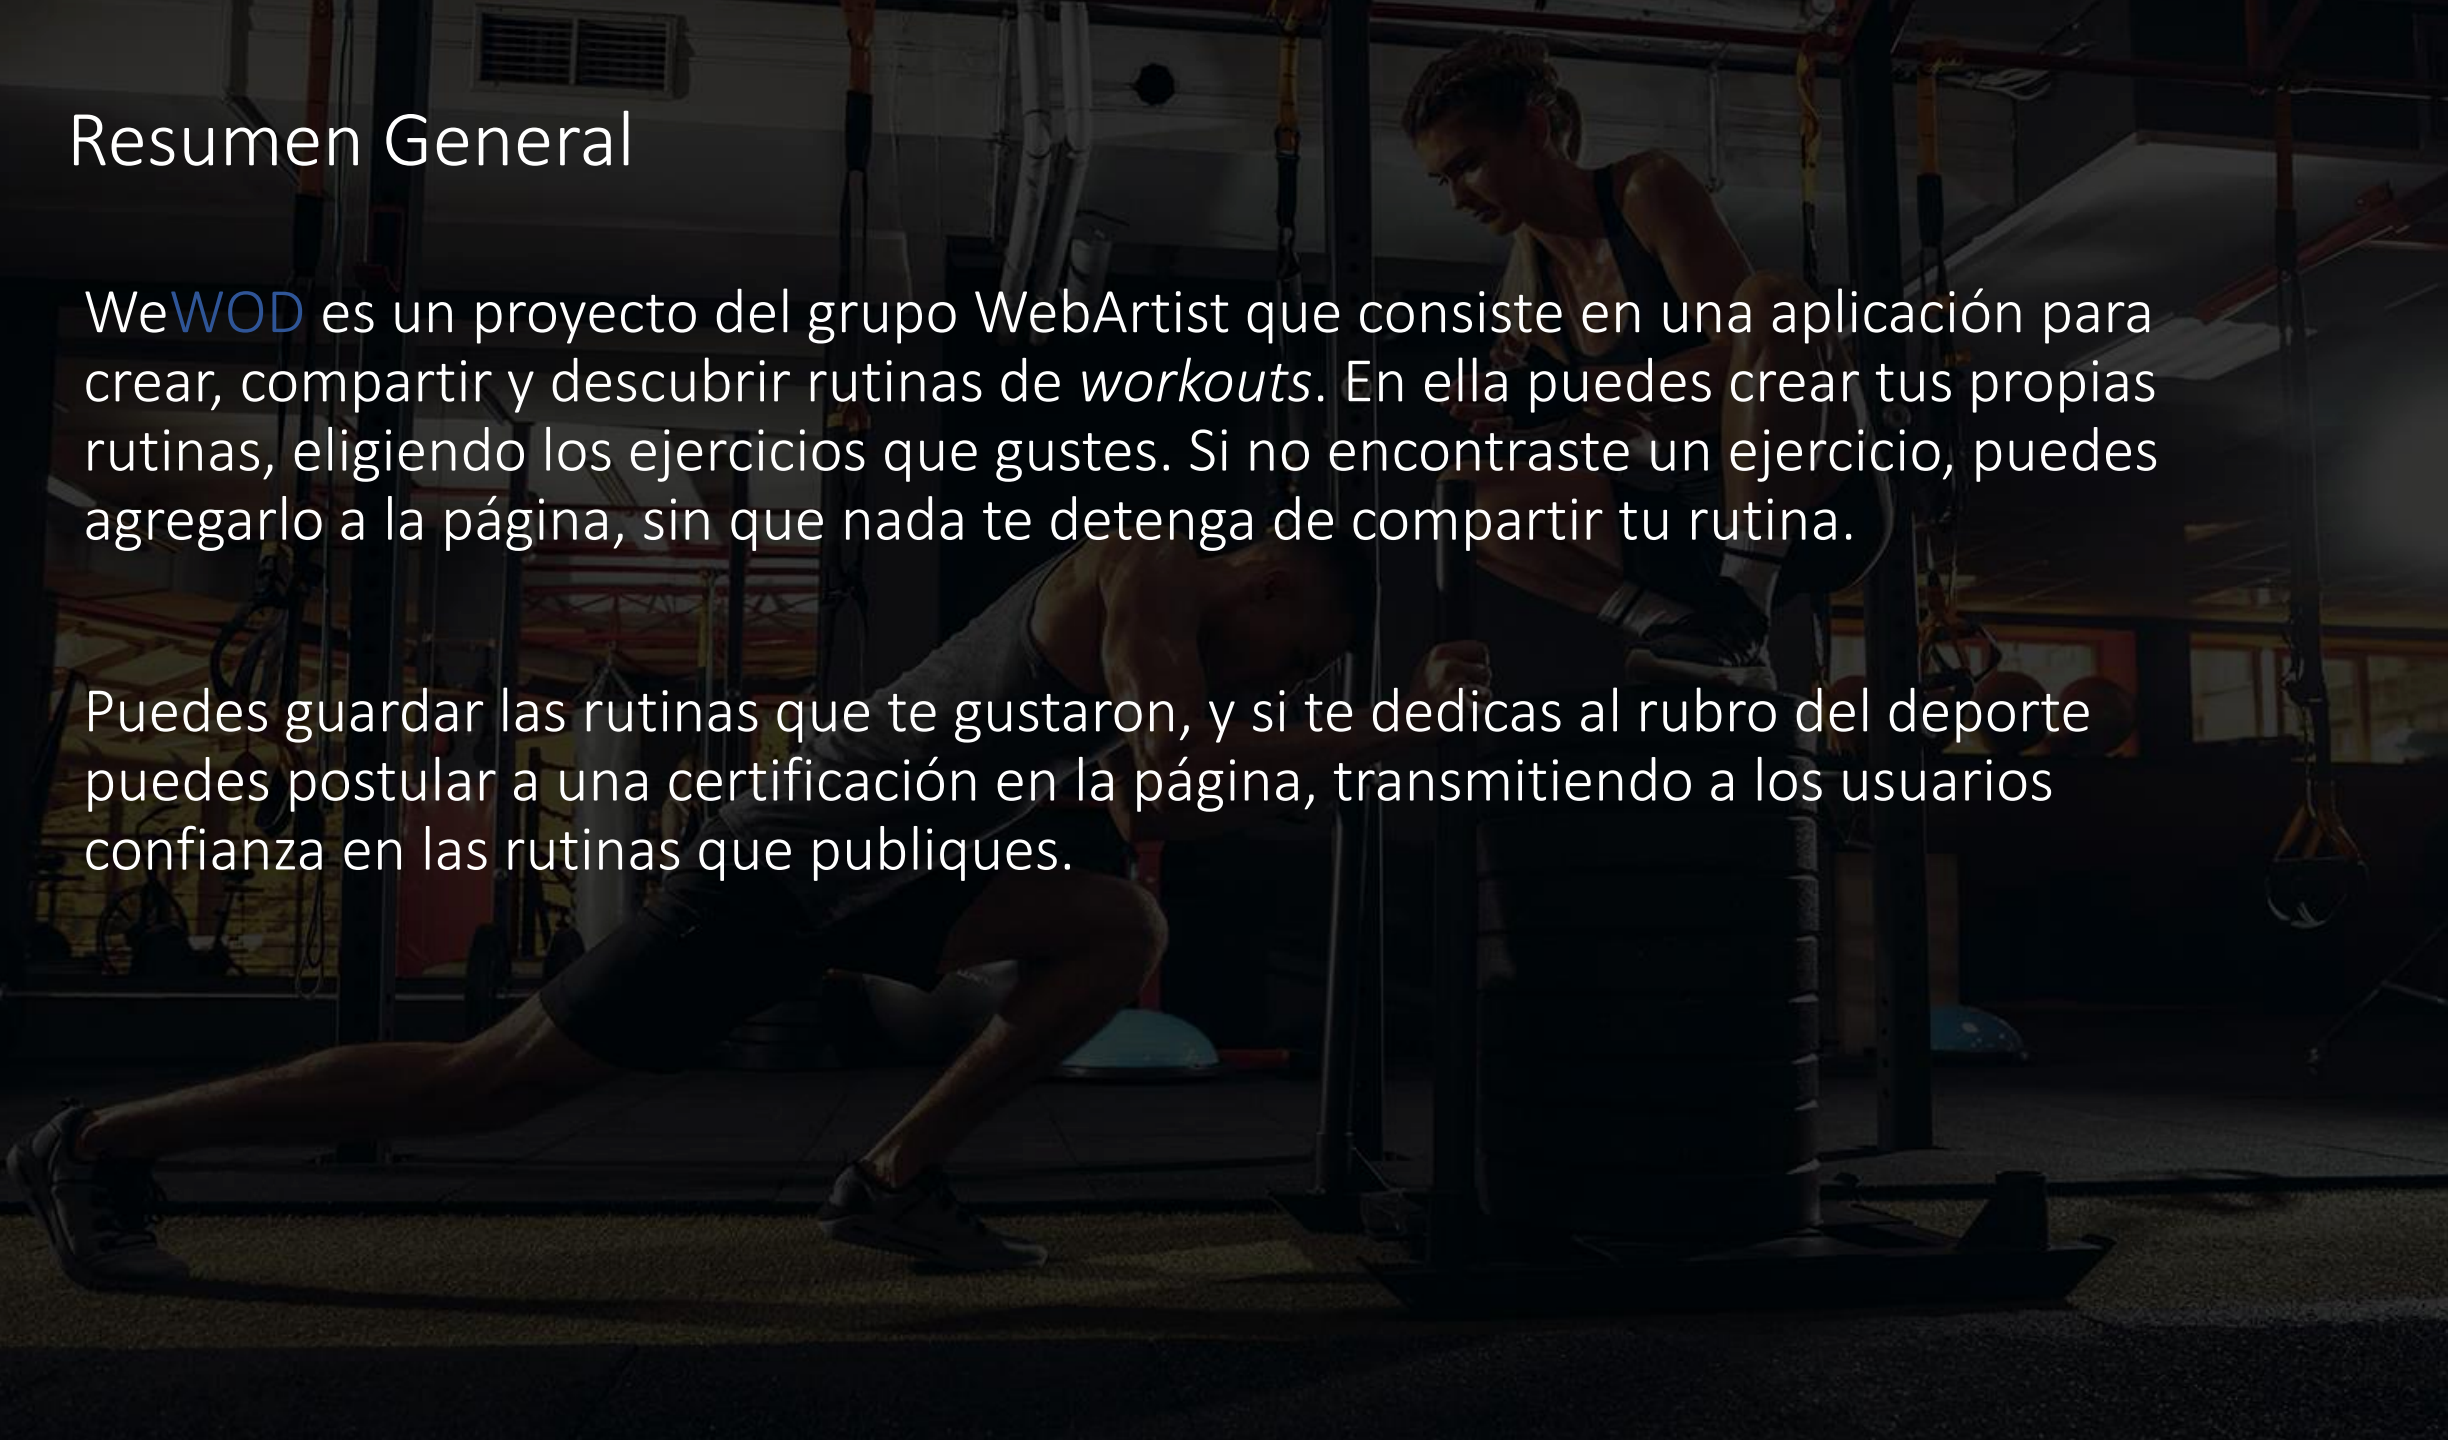 Resumen General
WeWOD es un proyecto del grupo WebArtist que consiste en una aplicación para
crear, compartir y descubrir rutinas de workouts. En ella puedes crear tus propias
rutinas, eligiendo los ejercicios que gustes. Si no encontraste un ejercicio, puedes
agregarlo a la página, sin que nada te detenga de compartir tu rutina.
Puedes guardar las rutinas que te gustaron, y si te dedicas al rubro del deporte
puedes postular a una certificación en la página, transmitiendo a los usuarios
confianza en las rutinas que publiques.